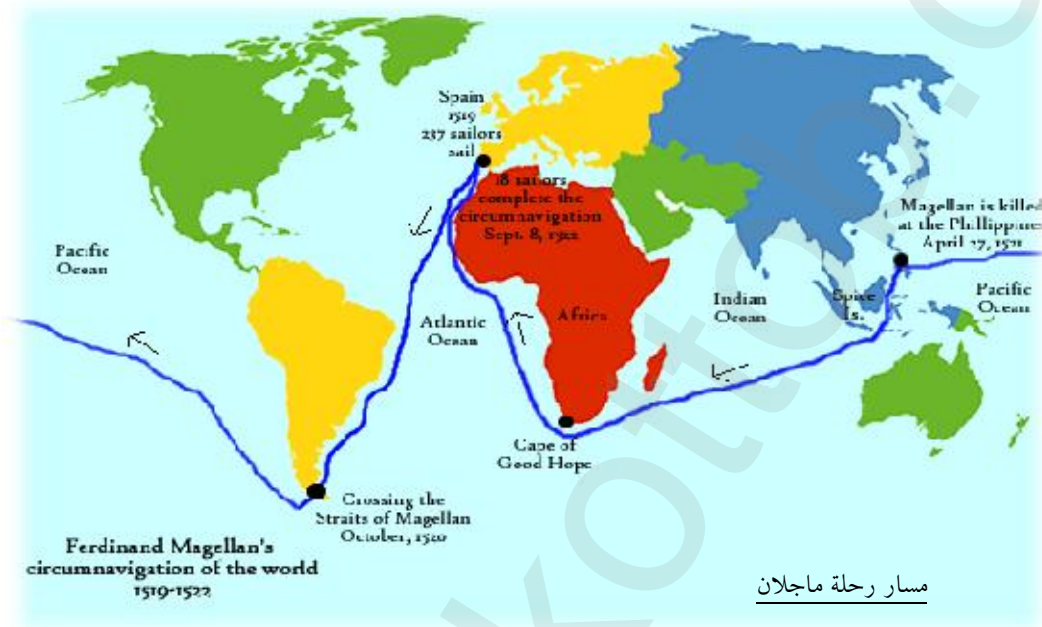 Spain
1519
237 sailors
sail
18 sailors
complete the
circumnavigation
Sept. 8, 1522
Magellan is killed
at the Phillippines
April 27, 1521
Pacific
Ocean
Atlantic
Ocean
Africa
Indian
Ocean
Spice
Is.
Pacific
Ocean
Cape of
Good Hope
Crossing the
Straits of Magellan
October, 1520
Ferdinand Magellan's
circumnavigation of the world
1519-1522
مسار رحلة ماجلان